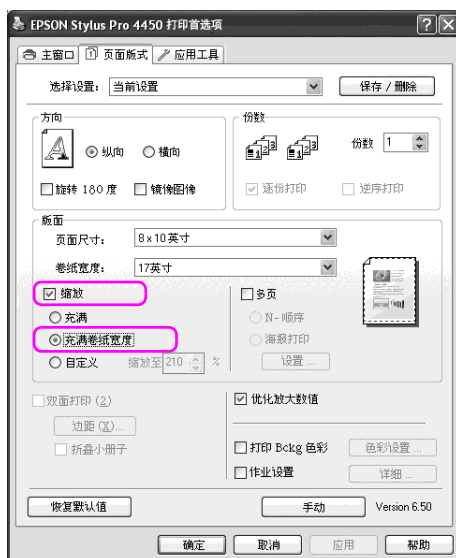 EPSON Stylus Pro 4450 打印首选项
主窗口 页面版式 应用工具
选择设置： 当前设置 保存 / 删除
方向 份数
A 纵向 横向 1 2 3 1 2 3 份数 1
旋转 180 度 镜像图像 逐份打印 逆序打印
版面
页面尺寸： 8 x 10 英寸
卷纸宽度： 17英寸
缩放 多页
充满 N - 顺序
充满卷纸宽度 海报打印
自定义 缩放至 210 % 设置 ...
双面打印 (2) 优化放大数值
边距 (X)...
折叠小册子 打印 Bckg 色彩 色彩设置 ...
作业设置 详细 ...
恢复默认值 手动 Version 6.50
确定 取消 应用 帮助